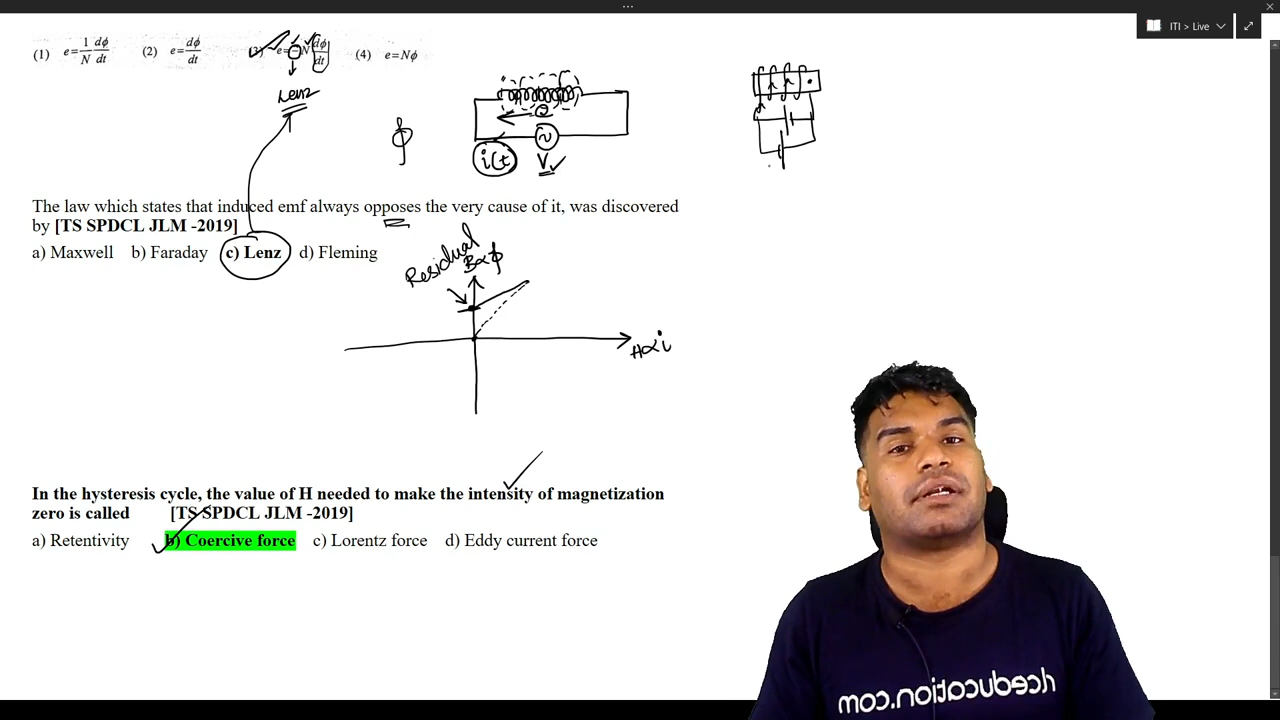 ITI > Live
(1) e=1/N dφ/dt (2) e=dφ/dt (3) e=-N dφ/dt (4) e=Nφ
Lenz
φ
i(t)
V
The law which states that induced emf always opposes the very cause of it, was discovered
by [TS SPDCL JLM -2019]
a) Maxwell b) Faraday c) Lenz d) Fleming
Residual
B∝φ
H∝i
In the hysteresis cycle, the value of H needed to make the intensity of magnetization
zero is called [TS SPDCL JLM -2019]
a) Retentivity b) Coercive force c) Lorentz force d) Eddy current force
rlceducation.com